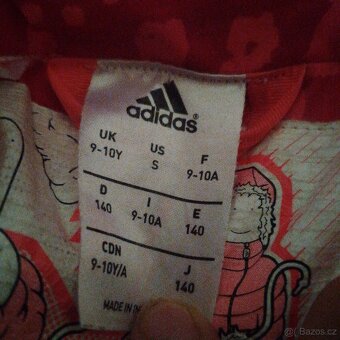 adidas®
UK US F
9-10Y S 9-10A
D I E
140 9-10A 140
CDN J
9-10Y/A 140
MADE IN
Bazos.cz